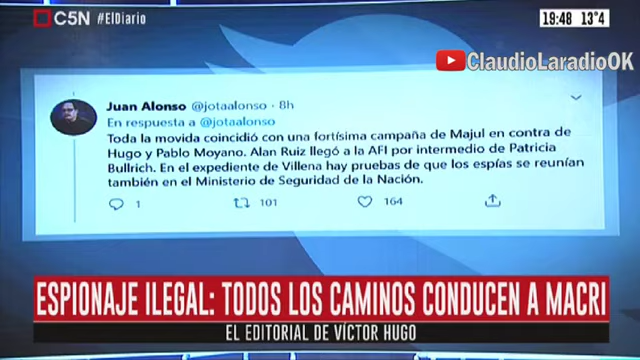 C5N #ElDiario
19:48 13°4
ClaudioLaradioOK
Juan Alonso @jotaalonso · 8h
En respuesta a @jotaalonso
Toda la movida coincidió con una fortísima campaña de Majul en contra de
Hugo y Pablo Moyano. Alan Ruiz llegó a la AFI por intermedio de Patricia
Bullrich. En el expediente de Villena hay pruebas de que los espías se reunían
también en el Ministerio de Seguridad de la Nación.
1 101 164
ESPIONAJE ILEGAL: TODOS LOS CAMINOS CONDUCEN A MACRI
EL EDITORIAL DE VÍCTOR HUGO